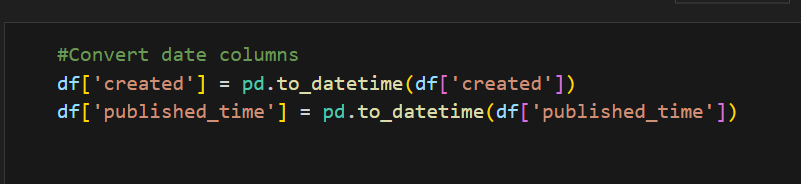 #Convert date columns
df['created'] = pd.to_datetime(df['created'])
df['published_time'] = pd.to_datetime(df['published_time'])